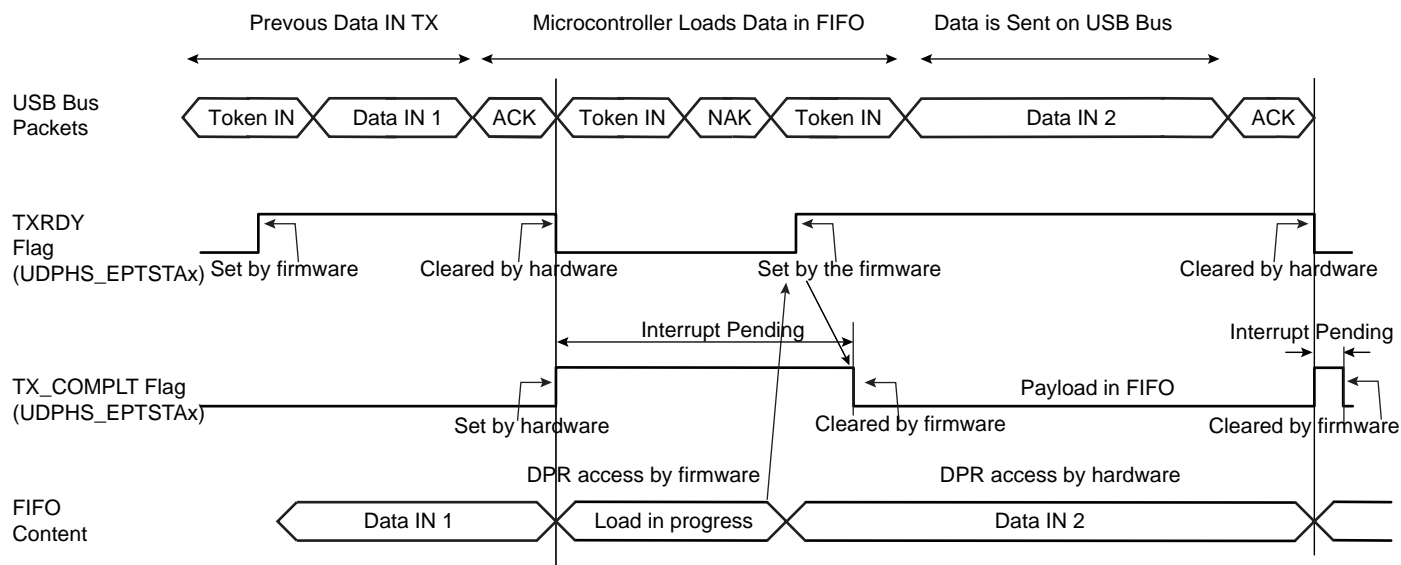 Prevous Data IN TX
Microcontroller Loads Data in FIFO
Data is Sent on USB Bus
USB Bus
Packets
Token IN
Data IN 1
ACK
Token IN
NAK
Token IN
Data IN 2
ACK
TXRDY
Flag
(UDPHS_EPTSTAx)
Set by firmware
Cleared by hardware
Set by the firmware
Cleared by hardware
Interrupt Pending
Interrupt Pending
TX_COMPLT Flag
(UDPHS_EPTSTAx)
Payload in FIFO
Set by hardware
Cleared by firmware
Cleared by firmware
DPR access by firmware
DPR access by hardware
FIFO
Content
Data IN 1
Load in progress
Data IN 2